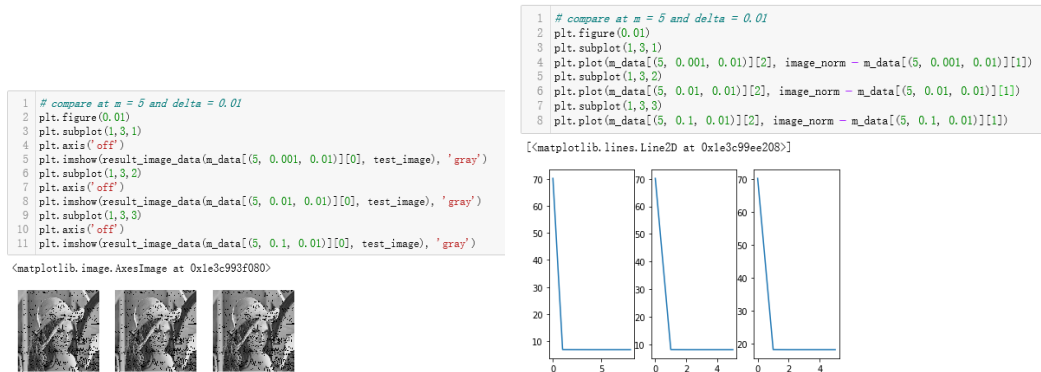 1 # compare at m = 5 and delta = 0.01
2 plt.figure(0.01)
3 plt.subplot(1,3,1)
4 plt.axis('off')
5 plt.imshow(result_image_data(m_data[(5, 0.001, 0.01)][0], test_image), 'gray')
6 plt.subplot(1,3,2)
7 plt.axis('off')
8 plt.imshow(result_image_data(m_data[(5, 0.01, 0.01)][0], test_image), 'gray')
9 plt.subplot(1,3,3)
10 plt.axis('off')
11 plt.imshow(result_image_data(m_data[(5, 0.1, 0.01)][0], test_image), 'gray')
<matplotlib.image.AxesImage at 0x1e3c993f080>
1 # compare at m = 5 and delta = 0.01
2 plt.figure(0.01)
3 plt.subplot(1,3,1)
4 plt.plot(m_data[(5, 0.001, 0.01)][2], image_norm - m_data[(5, 0.001, 0.01)][1])
5 plt.subplot(1,3,2)
6 plt.plot(m_data[(5, 0.01, 0.01)][2], image_norm - m_data[(5, 0.01, 0.01)][1])
7 plt.subplot(1,3,3)
8 plt.plot(m_data[(5, 0.1, 0.01)][2], image_norm - m_data[(5, 0.1, 0.01)][1])
[<matplotlib.lines.Line2D at 0x1e3c99ee208>]
70
60
50
40
30
20
10
0 5
70
60
50
40
30
20
10
0 2 4
70
60
50
40
30
20
0 2 4